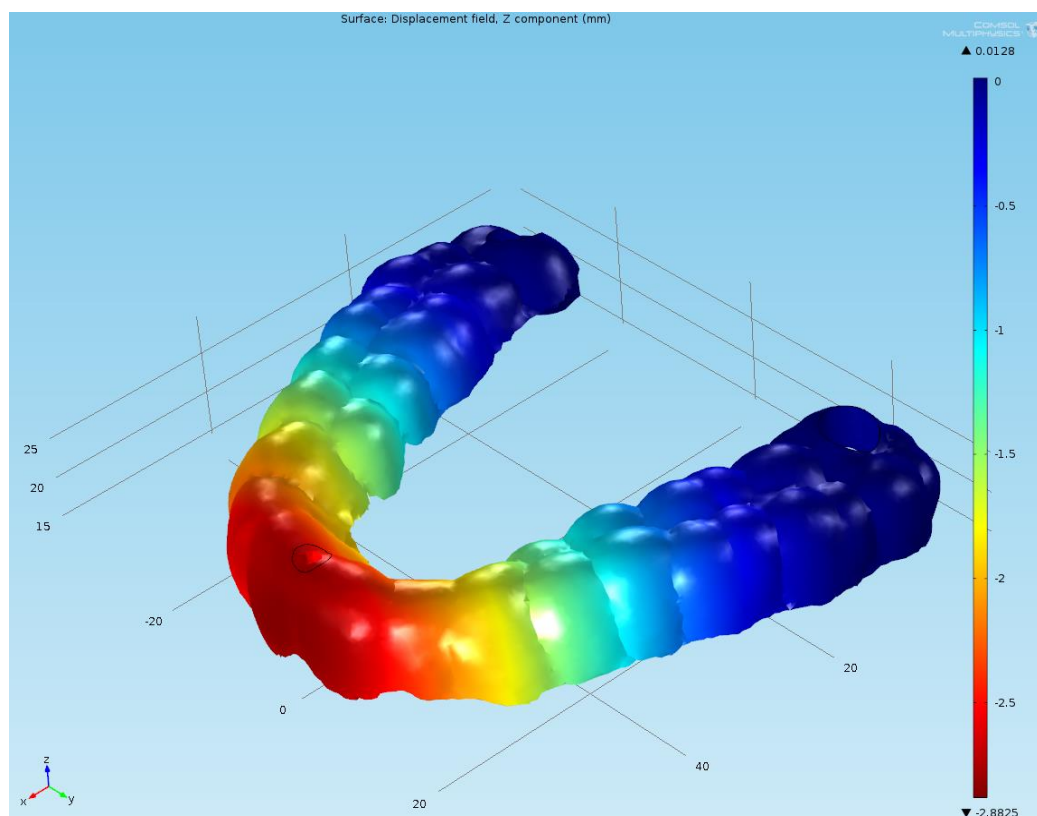 Surface: Displacement field, Z component (mm)
COMSOL
MULTIPHYSICS
▲ 0.0128
0
-0.5
-1
-1.5
-2
-2.5
▼ -2.8825
25
20
15
-20
0
20
40
20
z
x
y